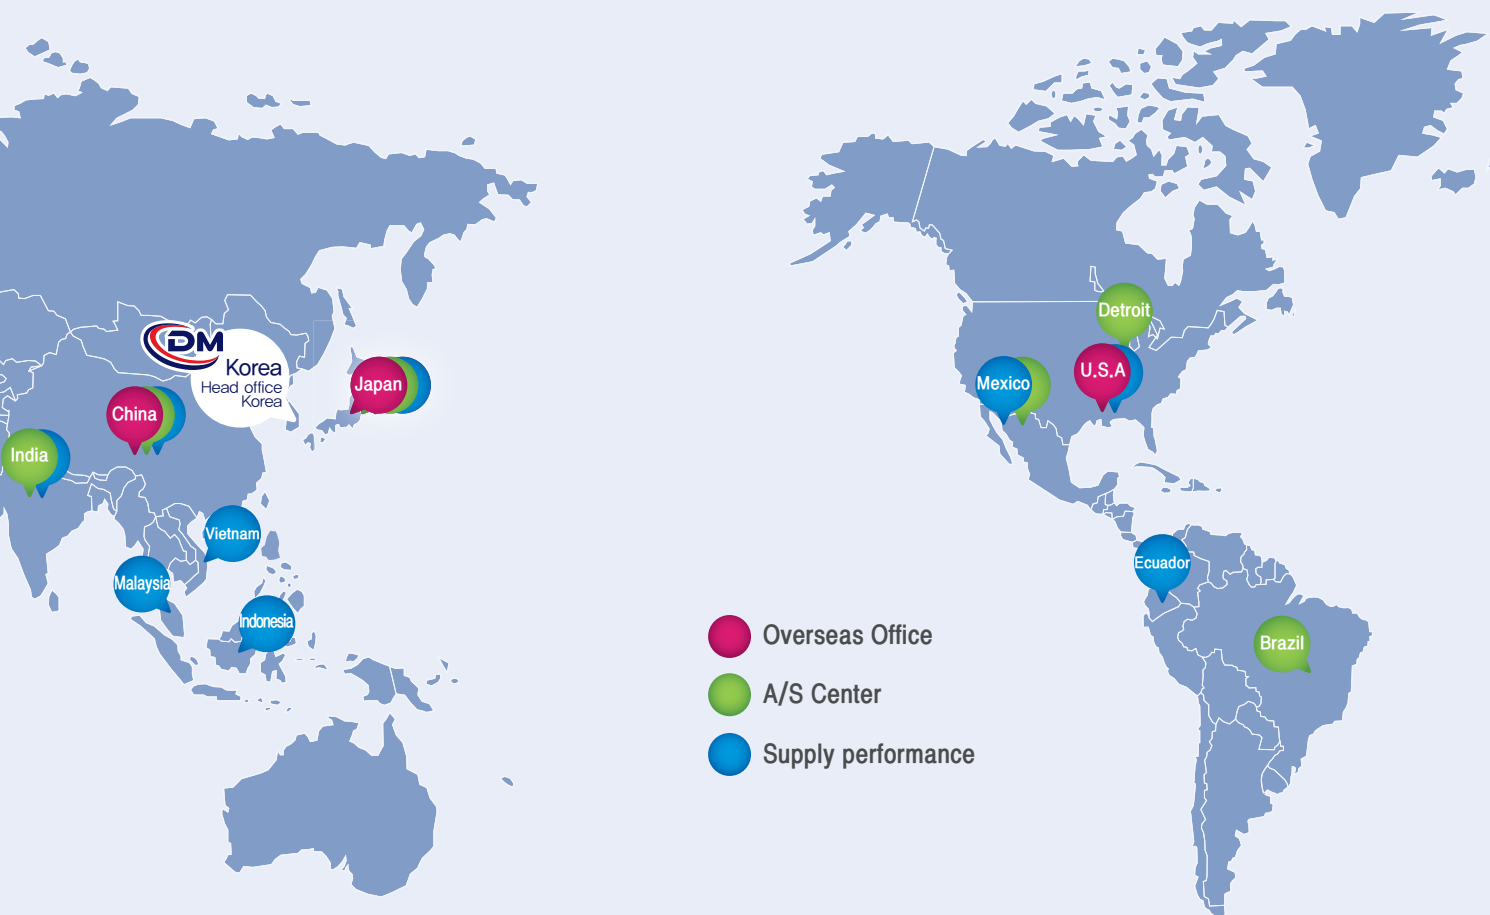 DM
Korea
Head office
Korea
Japan
China
India
Vietnam
Malaysia
Indonesia
Detroit
U.S.A
Mexico
Ecuador
Brazil
Overseas Office
A/S Center
Supply performance